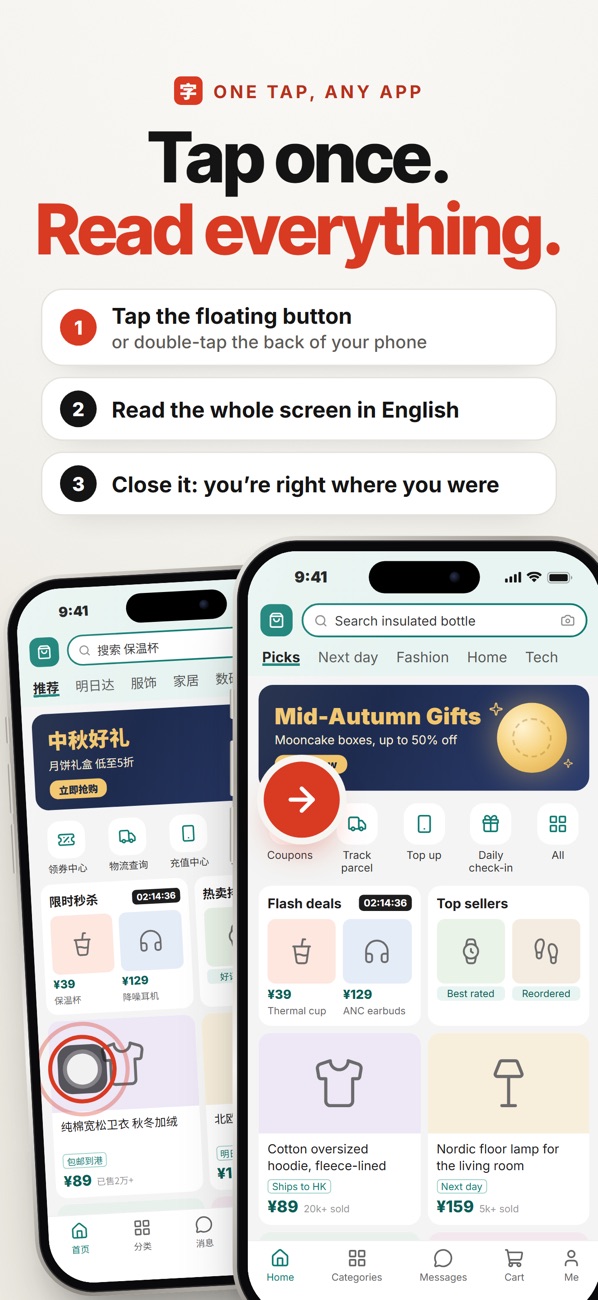 字 ONE TAP, ANY APP
Tap once.
Read everything.
1 Tap the floating button
or double-tap the back of your phone
2 Read the whole screen in English
3 Close it: you’re right where you were
9:41
搜索 保温杯
推荐 明日达 服饰 家居
中秋好礼
月饼礼盒 低至5折
立即抢购
领券中心 物流查询 充值中心
限时秒杀 02:14:36 热卖
¥39 ¥129
保温杯 降噪耳机
纯棉宽松卫衣 秋冬加绒
包邮到港
¥89 已售2万+
首页 分类 消息
9:41
Search insulated bottle
Picks Next day Fashion Home Tech
Mid-Autumn Gifts
Mooncake boxes, up to 50% off
Coupons Track parcel Top up Daily check-in All
Flash deals 02:14:36 Top sellers
¥39 ¥129 Best rated Reordered
Thermal cup ANC earbuds
Cotton oversized
hoodie, fleece-lined
Ships to HK
¥89 20k+ sold
Nordic floor lamp for
the living room
Next day
¥159 5k+ sold
Home Categories Messages Cart Me